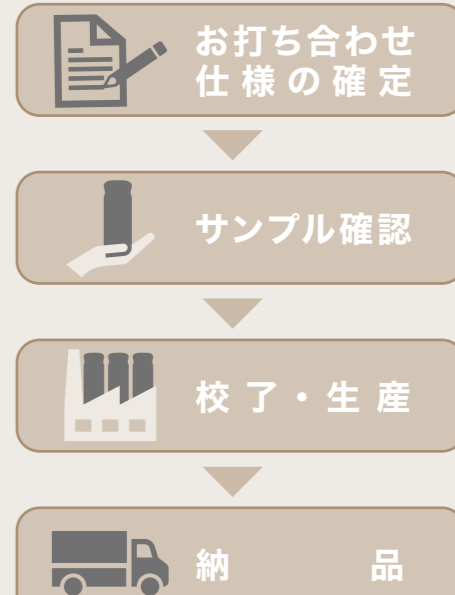 お打ち合わせ
仕様の確定
サンプル確認
校了・生産
納品